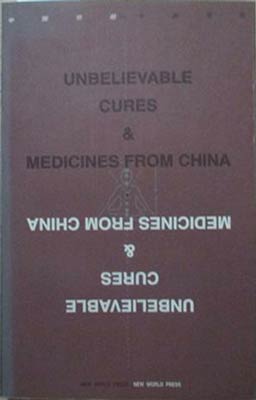 UNBELIEVABLE
CURES
&
MEDICINES FROM CHINA
UNBELIEVABLE
CURES
&
MEDICINES FROM CHINA
NEW WORLD PRESS NEW WORLD PRESS